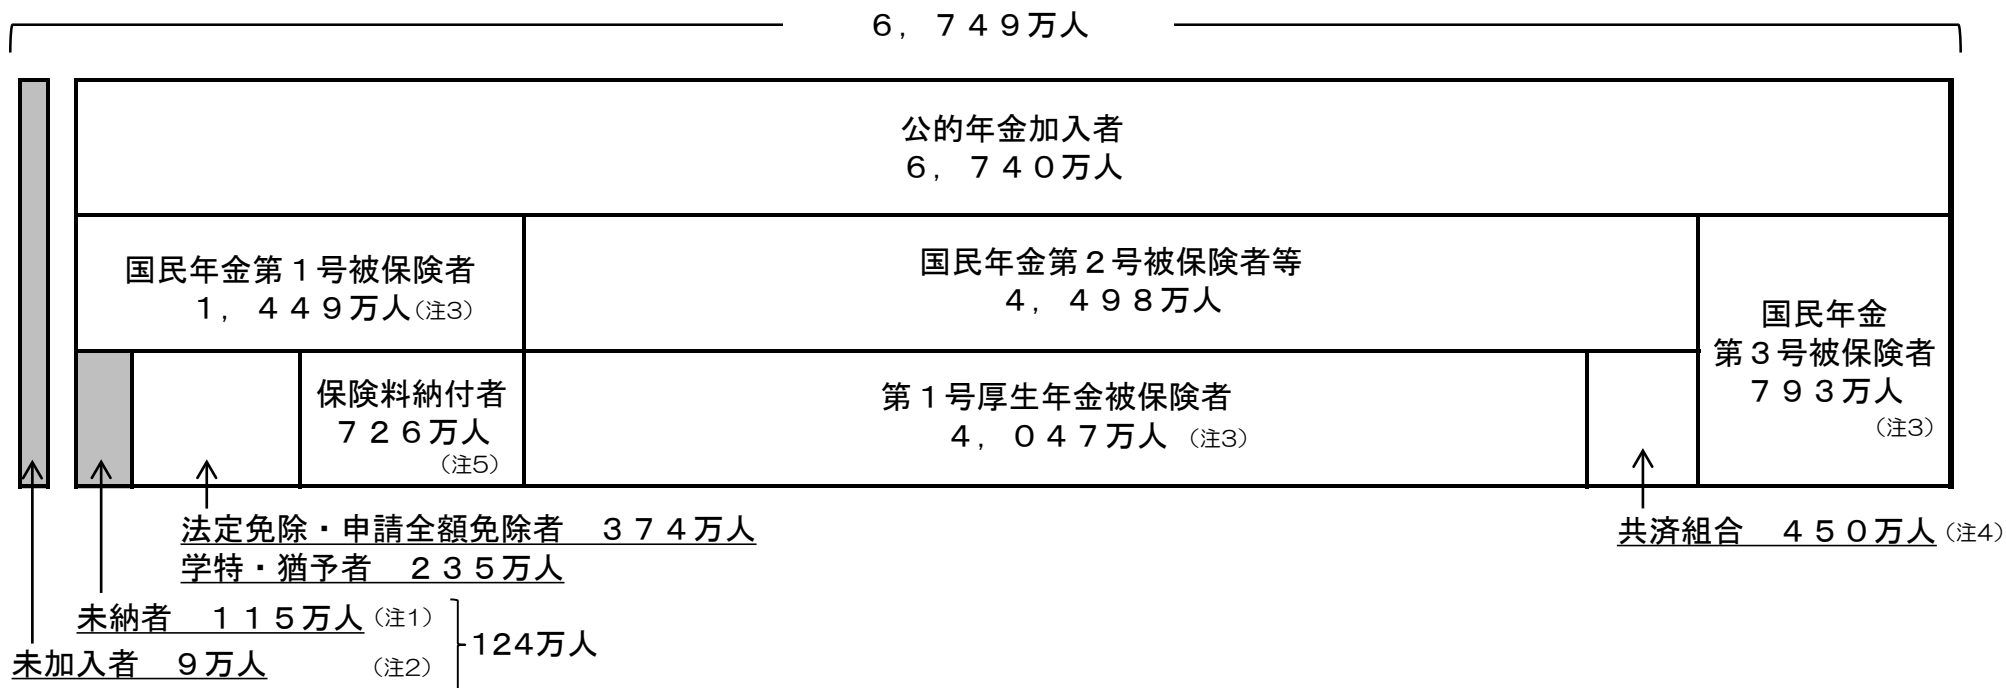 ６，７４９万人
公的年金加入者
６，７４０万人
国民年金第１号被保険者
１，４４９万人（注3）
国民年金第２号被保険者等
４，４９８万人
国民年金
第３号被保険者
７９３万人
（注3）
保険料納付者
７２６万人
（注5）
第１号厚生年金被保険者
４，０４７万人（注3）
法定免除・申請全額免除者　３７４万人
学特・猶予者　２３５万人
共済組合　４５０万人（注4）
未納者　１１５万人（注1）
未加入者　９万人（注2）
124万人